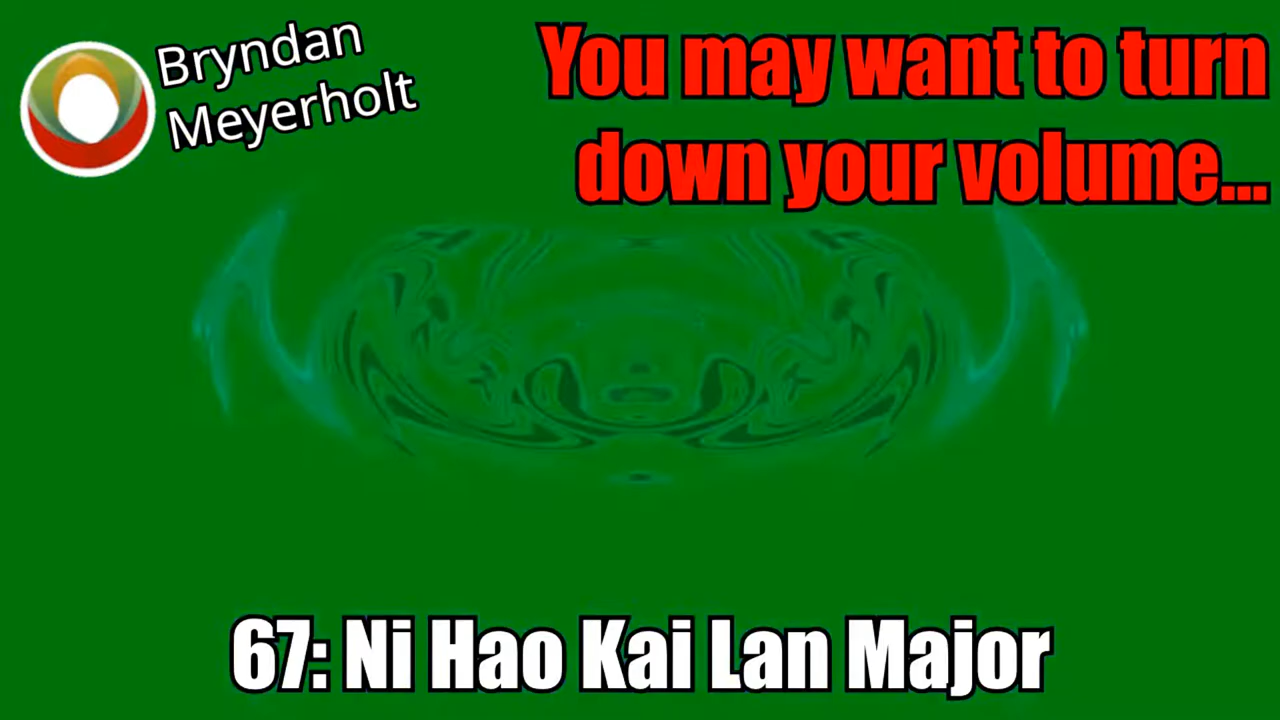 Bryndan
Meyerholt
You may want to turn
down your volume...
67: Ni Hao Kai Lan Major